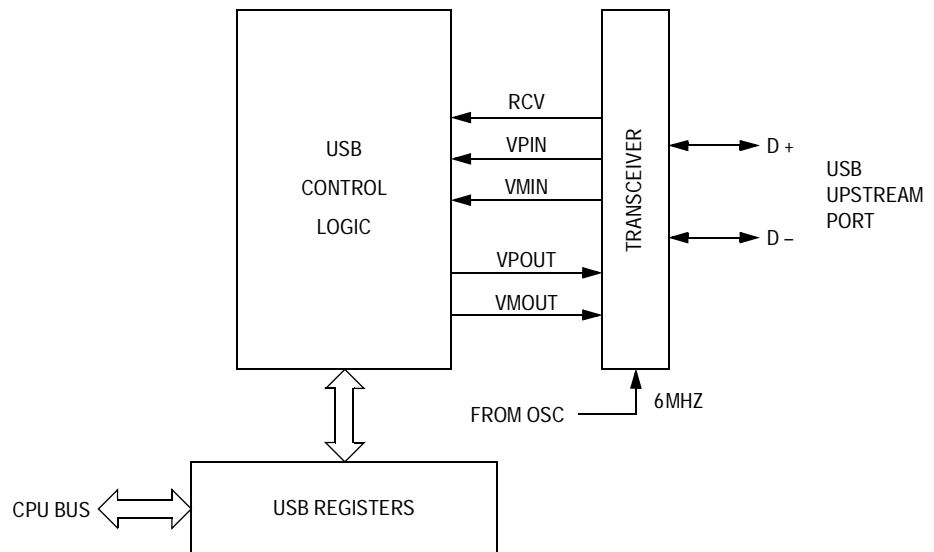 RCV
VPIN
VMIN
VPOUT
VMOUT
USB
CONTROL
LOGIC
TRANSCEIVER
D +
D –
USB
UPSTREAM
PORT
FROM OSC
6MHZ
CPU BUS
USB REGISTERS